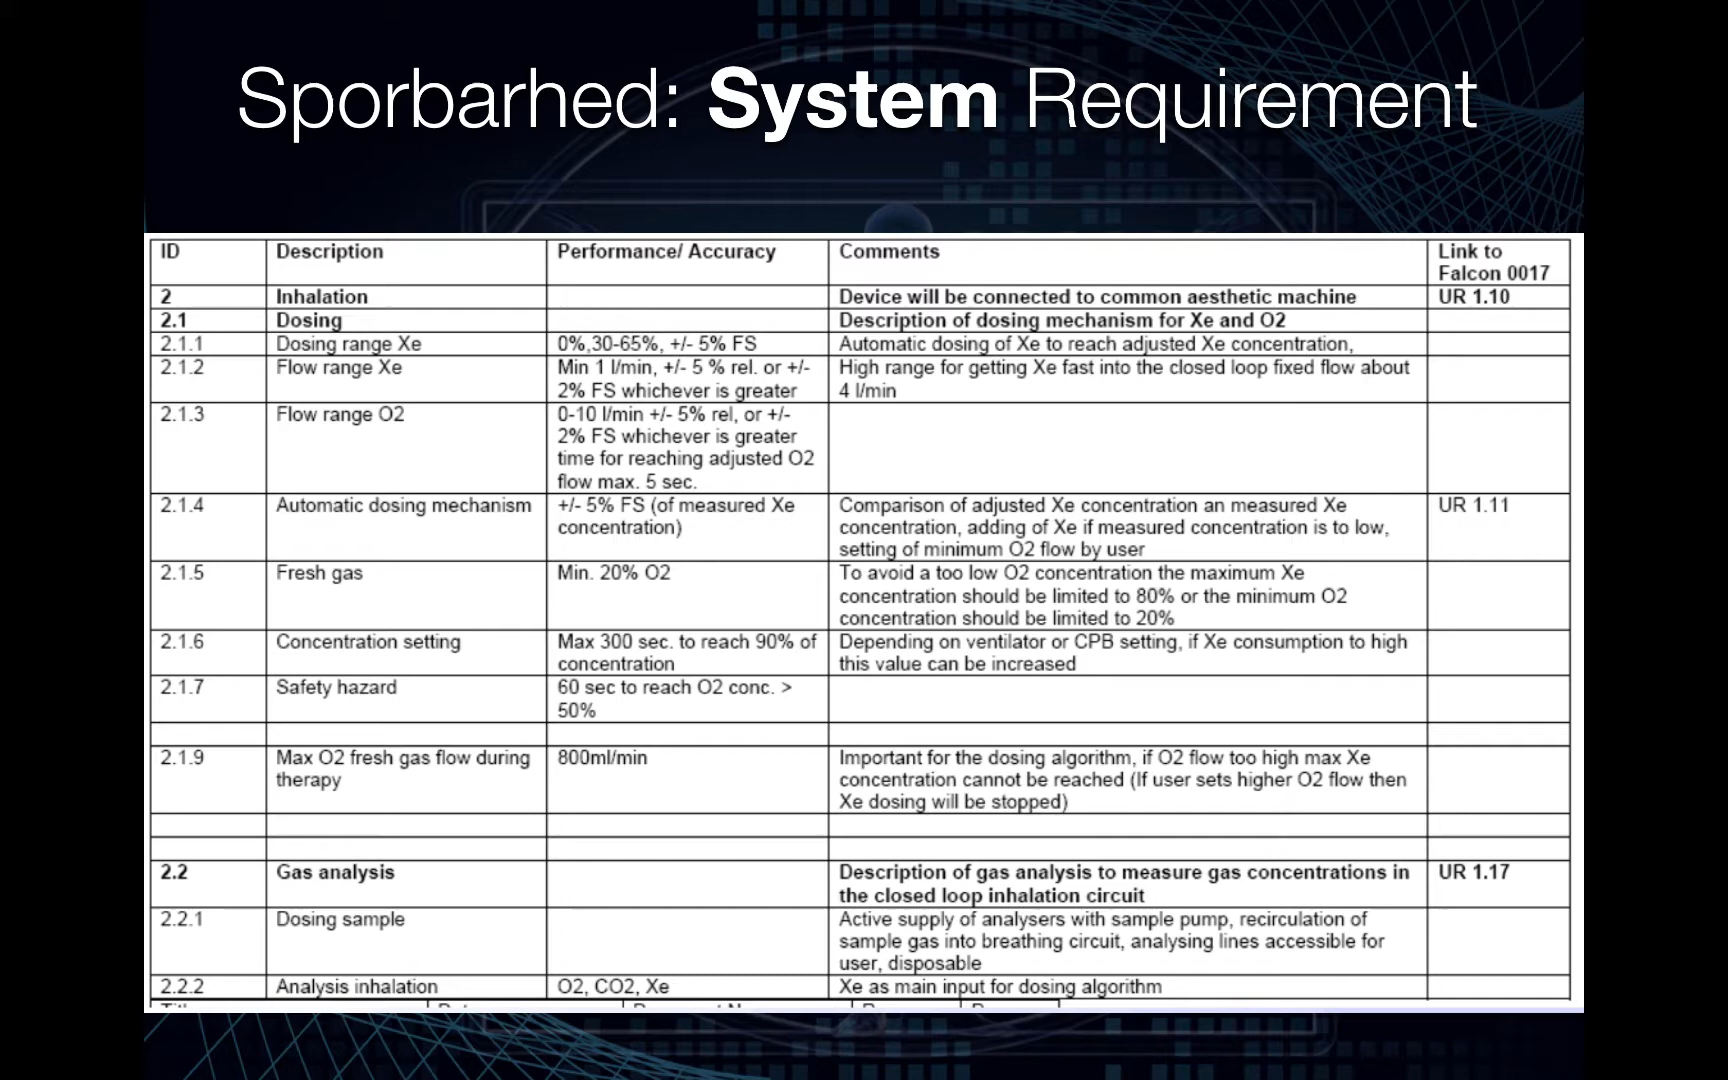 Sporbarhed: System Requirement
ID Description Performance/ Accuracy Comments Link to
Falcon 0017
2 Inhalation Device will be connected to common aesthetic machine UR 1.10
2.1 Dosing Description of dosing mechanism for Xe and O2
2.1.1 Dosing range Xe 0%,30-65%, +/- 5% FS Automatic dosing of Xe to reach adjusted Xe concentration,
2.1.2 Flow range Xe Min 1 l/min, +/- 5 % rel. or +/- High range for getting Xe fast into the closed loop fixed flow about
2% FS whichever is greater 4 l/min
2.1.3 Flow range O2 0-10 l/min +/- 5% rel, or +/-
2% FS whichever is greater
time for reaching adjusted O2
flow max. 5 sec.
2.1.4 Automatic dosing mechanism +/- 5% FS (of measured Xe Comparison of adjusted Xe concentration an measured Xe UR 1.11
concentration) concentration, adding of Xe if measured concentration is to low,
setting of minimum O2 flow by user
2.1.5 Fresh gas Min. 20% O2 To avoid a too low O2 concentration the maximum Xe
concentration should be limited to 80% or the minimum O2
concentration should be limited to 20%
2.1.6 Concentration setting Max 300 sec. to reach 90% of Depending on ventilator or CPB setting, if Xe consumption to high
concentration this value can be increased
2.1.7 Safety hazard 60 sec to reach O2 conc. >
50%
2.1.9 Max O2 fresh gas flow during 800ml/min Important for the dosing algorithm, if O2 flow too high max Xe
therapy concentration cannot be reached (If user sets higher O2 flow then
Xe dosing will be stopped)
2.2 Gas analysis Description of gas analysis to measure gas concentrations in UR 1.17
the closed loop inhalation circuit
2.2.1 Dosing sample Active supply of analysers with sample pump, recirculation of
sample gas into breathing circuit, analysing lines accessible for
user, disposable
2.2.2 Analysis inhalation O2, CO2, Xe Xe as main input for dosing algorithm